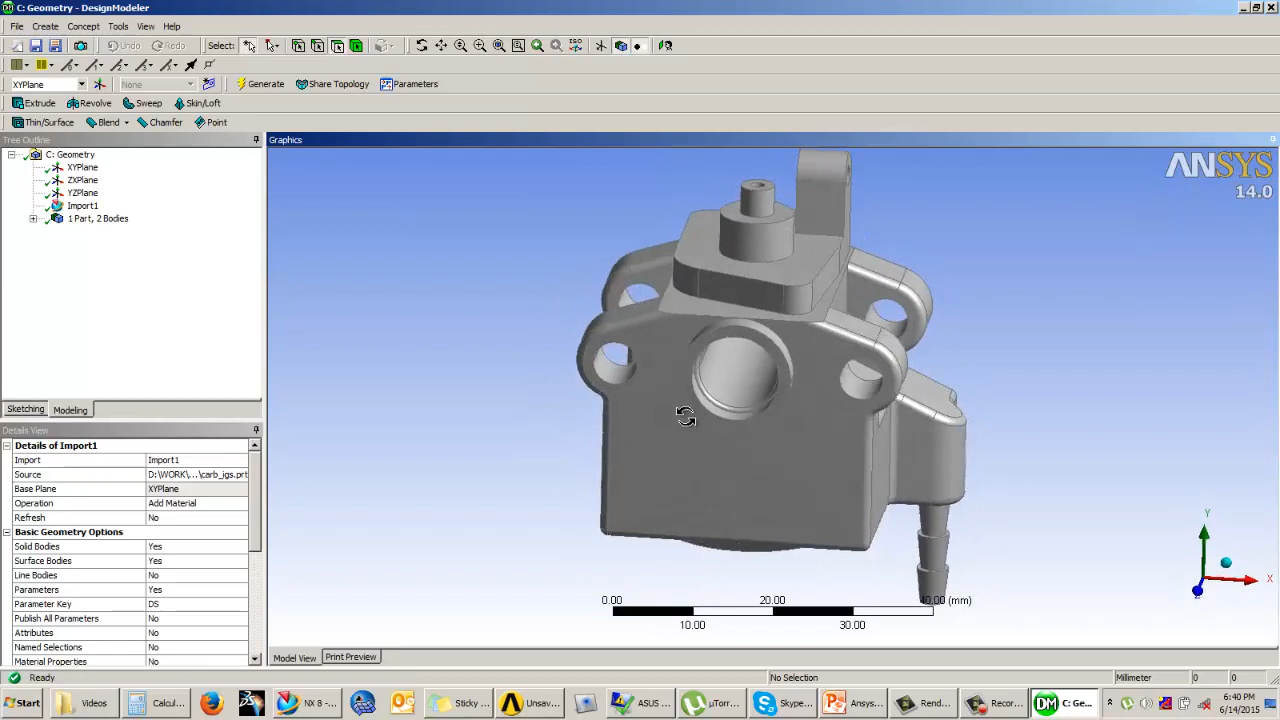 C: Geometry - DesignModeler
File Create Concept Tools View Help
Undo Redo Select:
XYPlane None Generate Share Topology Parameters
Extrude Revolve Sweep Skin/Loft
Thin/Surface Blend Chamfer Point
Tree Outline
Graphics
C: Geometry
XYPlane
ZXPlane
YZPlane
Import1
1 Part, 2 Bodies
ANSYS
14.0
Sketching Modeling
Details View
Details of Import1
Import Import1
Source D:\WORK\...\carb_igs.prt
Base Plane XYPlane
Operation Add Material
Refresh No
Basic Geometry Options
Solid Bodies Yes
Surface Bodies Yes
Line Bodies No
Parameters Yes
Parameter Key DS
Publish All Parameters No
Attributes No
Named Selections No
Material Properties No
Y
X
Z
0.00 20.00 40.00 (mm)
10.00 30.00
Model View Print Preview
Ready No Selection Millimeter 0 0
Start Videos Calcul... NX 8 -... Sticky ... Unsav... ASUS ... µTorr... Skype... Ansys... Rend... Recor... C: Ge... 6:40 PM
6/14/2015